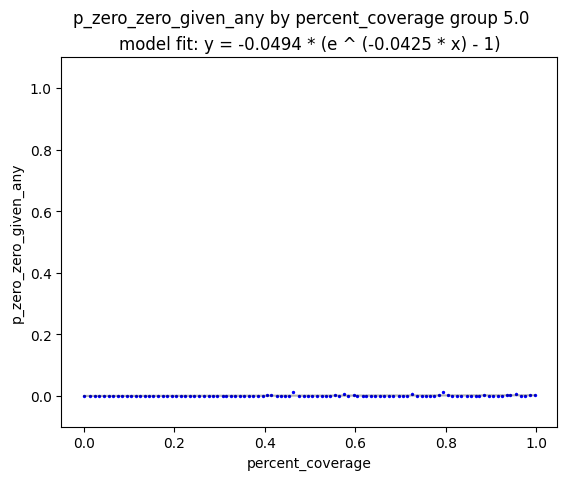 p_zero_zero_given_any by percent_coverage group 5.0
model fit: y = -0.0494 * (e ^ (-0.0425 * x) - 1)
1.0
0.8
0.6
0.4
0.2
0.0
p_zero_zero_given_any
0.0 0.2 0.4 0.6 0.8 1.0
percent_coverage